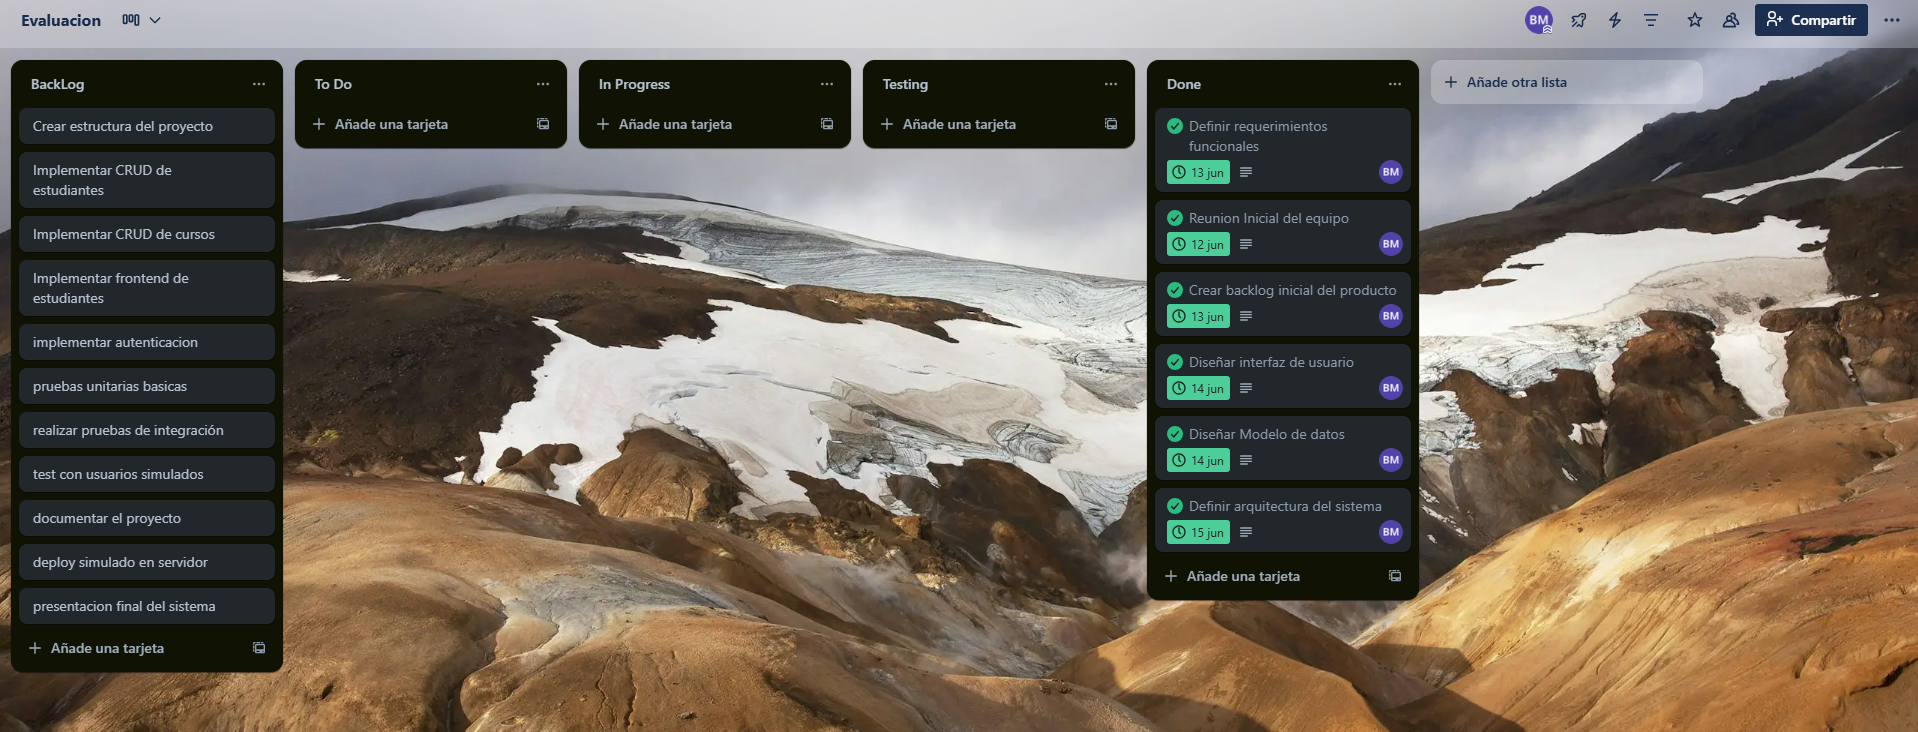 Evaluacion
BM
Compartir
BackLog
Crear estructura del proyecto
Implementar CRUD de
estudiantes
Implementar CRUD de cursos
Implementar frontend de
estudiantes
implementar autenticacion
pruebas unitarias basicas
realizar pruebas de integración
test con usuarios simulados
documentar el proyecto
deploy simulado en servidor
presentacion final del sistema
Añade una tarjeta
To Do
Añade una tarjeta
In Progress
Añade una tarjeta
Testing
Añade una tarjeta
Done
Definir requerimientos
funcionales
13 jun
BM
Reunion Inicial del equipo
12 jun
BM
Crear backlog inicial del producto
13 jun
BM
Diseñar interfaz de usuario
14 jun
BM
Diseñar Modelo de datos
14 jun
BM
Definir arquitectura del sistema
15 jun
BM
Añade una tarjeta
Añade otra lista